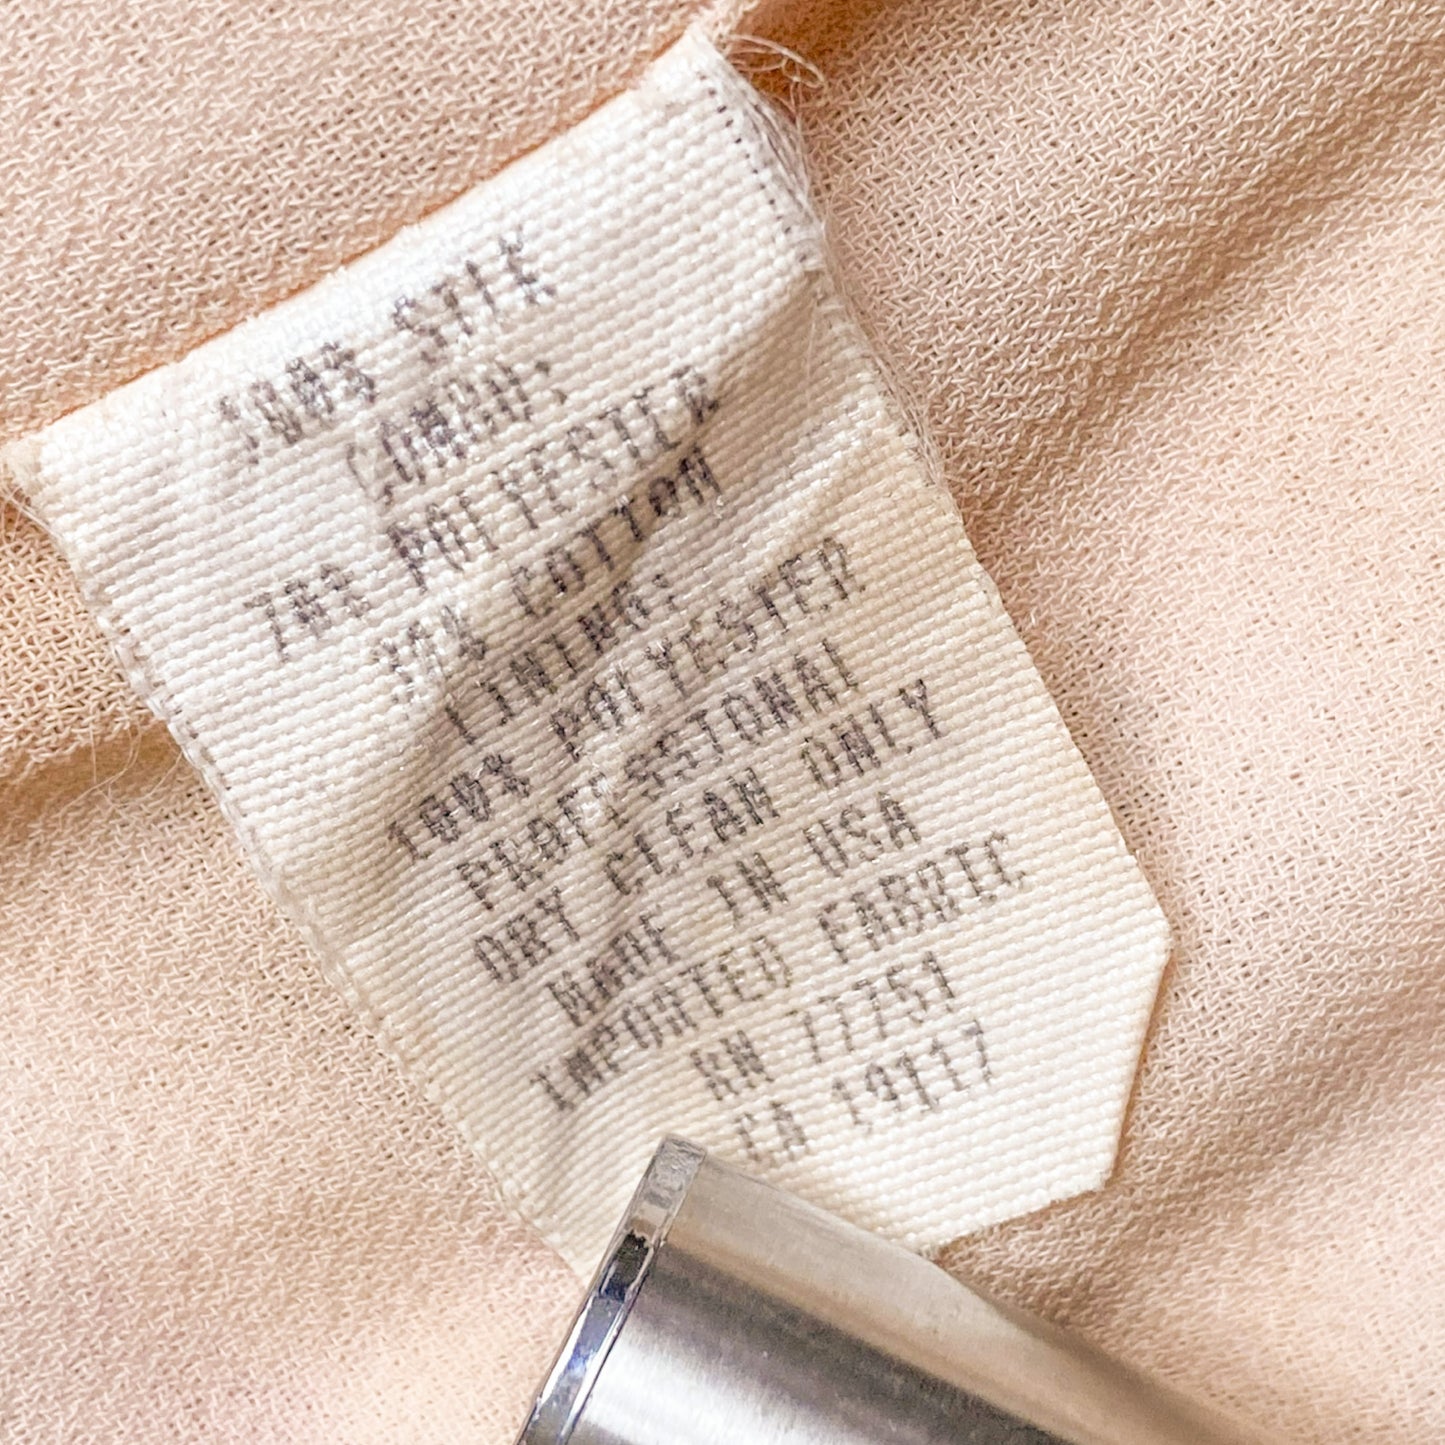 100% SILK
COMBO:
70% POLYESTER
30% COTTON
LINING:
100% POLYESTER
PROFESSIONAL
DRY CLEAN ONLY
MADE IN USA
IMPORTED FABRIC
RN 77751
CA 19117